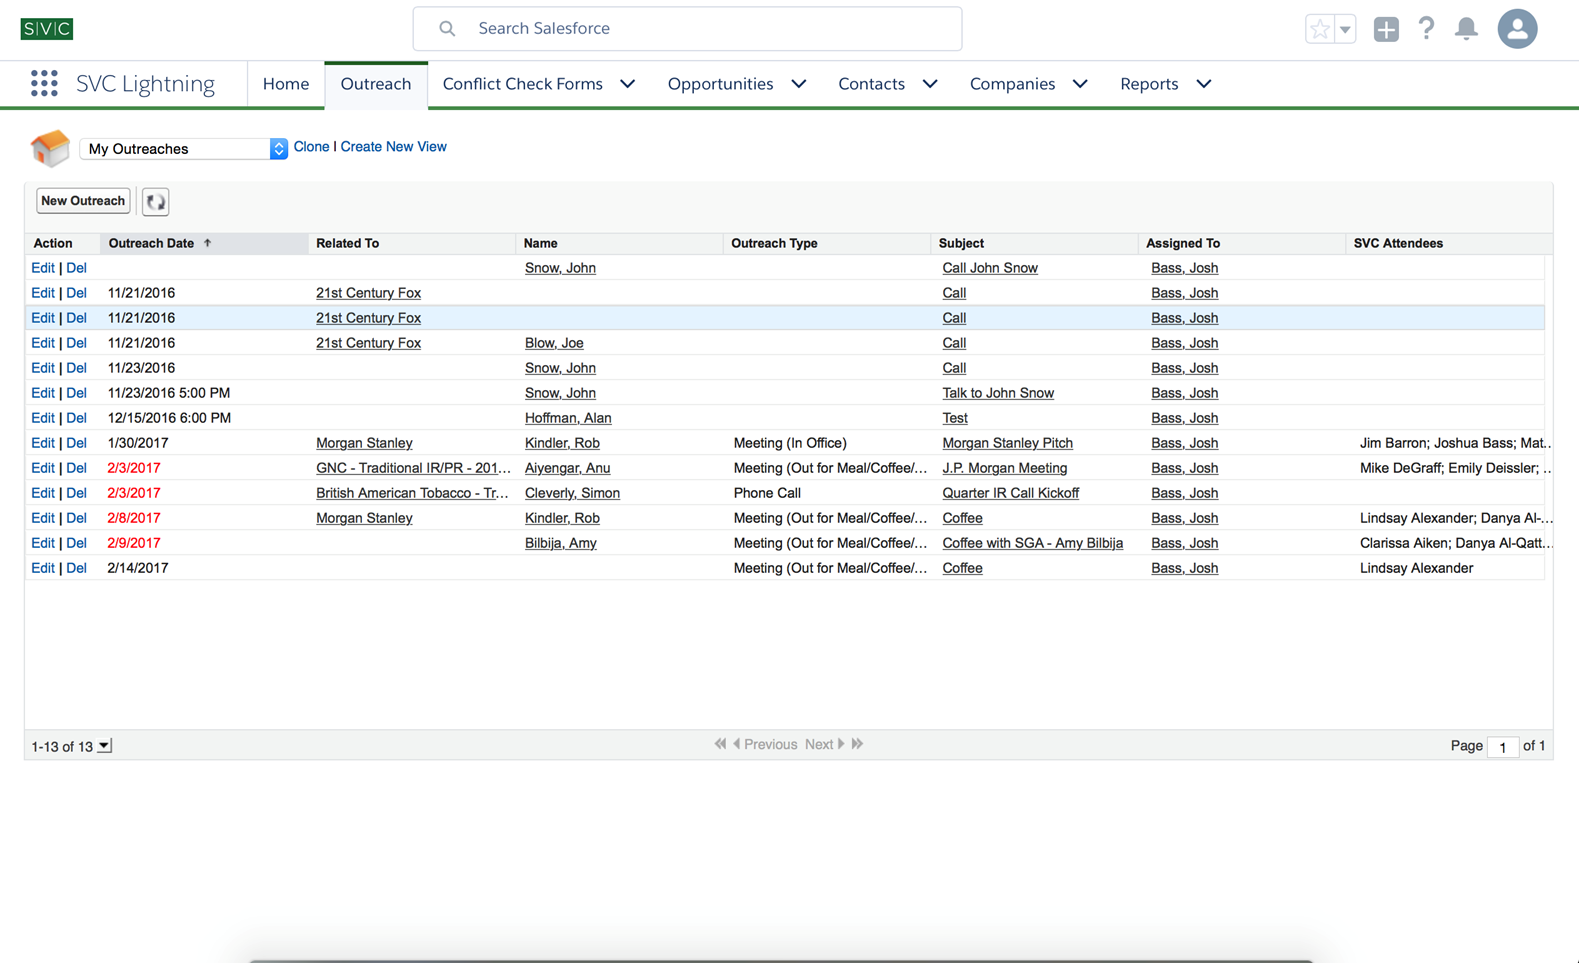 S|V|C
Search Salesforce
SVC Lightning Home Outreach Conflict Check Forms Opportunities Contacts Companies Reports
My Outreaches Clone | Create New View
New Outreach
Action Outreach Date Related To Name Outreach Type Subject Assigned To SVC Attendees
Edit | Del Snow, John Call John Snow Bass, Josh
Edit | Del 11/21/2016 21st Century Fox Call Bass, Josh
Edit | Del 11/21/2016 21st Century Fox Call Bass, Josh
Edit | Del 11/21/2016 21st Century Fox Blow, Joe Call Bass, Josh
Edit | Del 11/23/2016 Snow, John Call Bass, Josh
Edit | Del 11/23/2016 5:00 PM Snow, John Talk to John Snow Bass, Josh
Edit | Del 12/15/2016 6:00 PM Hoffman, Alan Test Bass, Josh
Edit | Del 1/30/2017 Morgan Stanley Kindler, Rob Meeting (In Office) Morgan Stanley Pitch Bass, Josh Jim Barron; Joshua Bass; Mat...
Edit | Del 2/3/2017 GNC - Traditional IR/PR - 201... Aiyengar, Anu Meeting (Out for Meal/Coffee/... J.P. Morgan Meeting Bass, Josh Mike DeGraff; Emily Deissler; ...
Edit | Del 2/3/2017 British American Tobacco - Tr... Cleverly, Simon Phone Call Quarter IR Call Kickoff Bass, Josh
Edit | Del 2/8/2017 Morgan Stanley Kindler, Rob Meeting (Out for Meal/Coffee/... Coffee Bass, Josh Lindsay Alexander; Danya Al-...
Edit | Del 2/9/2017 Bilbija, Amy Meeting (Out for Meal/Coffee/... Coffee with SGA - Amy Bilbija Bass, Josh Clarissa Aiken; Danya Al-Qatt...
Edit | Del 2/14/2017 Meeting (Out for Meal/Coffee/... Coffee Bass, Josh Lindsay Alexander
1-13 of 13 Previous Next Page 1 of 1